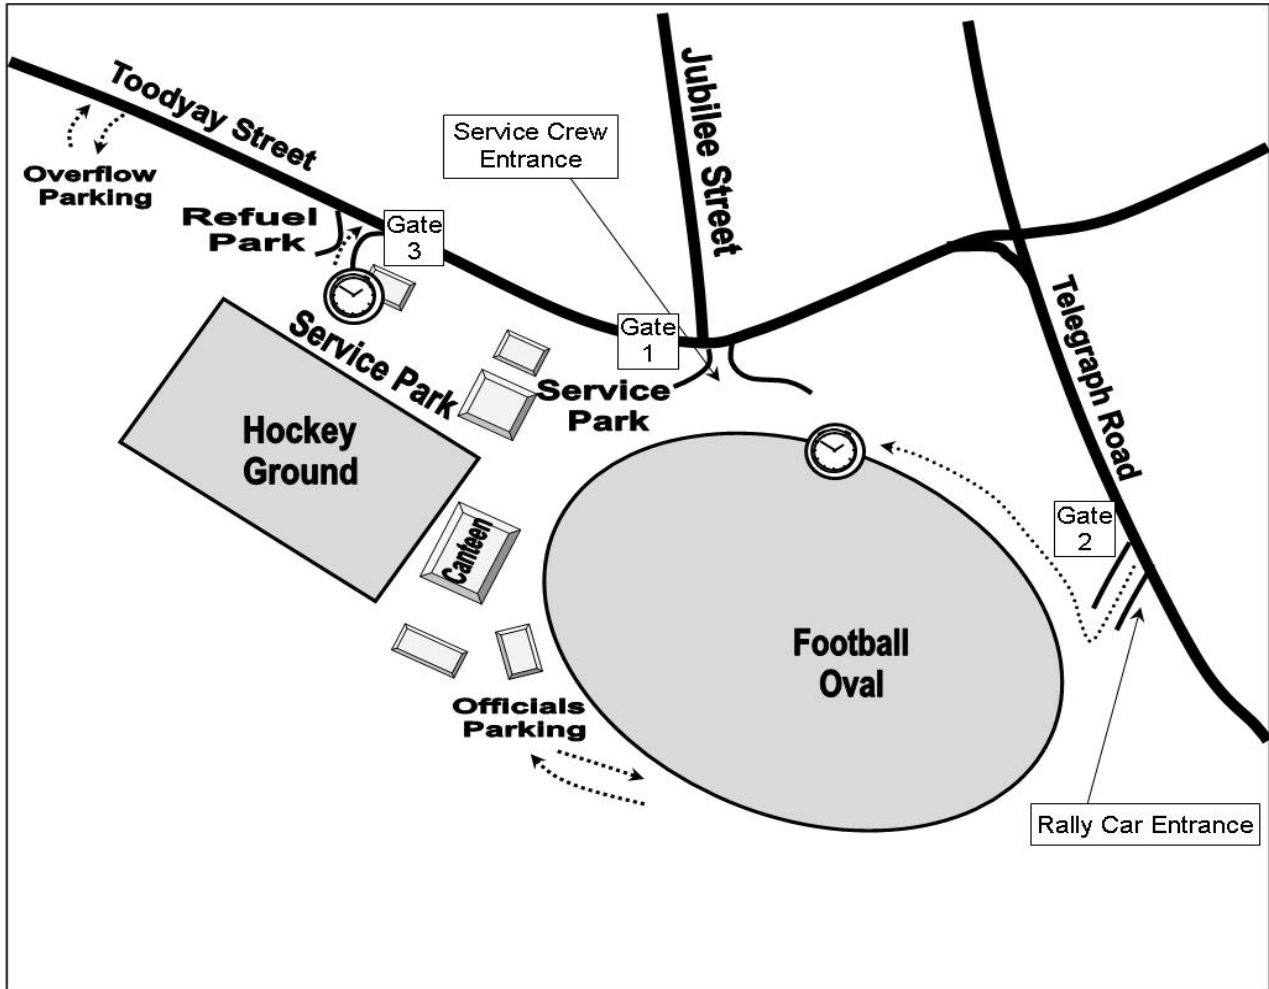 Toodyay Street
Jubilee Street
Service Crew
Entrance
Overflow
Parking
Refuel
Park
Gate
3
Telegraph Road
Service Park
Gate
1
Service
Park
Hockey
Ground
Gate
2
Canteen
Football
Oval
Officials
Parking
Rally Car Entrance